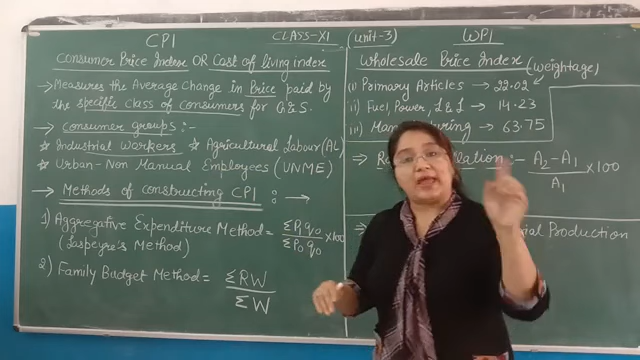 CPI
CLASS-XI
(unit-3)
Consumer Price Index OR Cost of living index
→ Measures the Average Change in Price paid by
the specific class of consumers for G&S.
→ Consumer groups:-
☆ Industrial Workers ☆ Agricultural Labour (AL)
☆ Urban-Non Manual Employees (UNME)
→ Methods of constructing CPI :→
1) Aggregative Expenditure Method = ΣP₁q₀/ΣP₀q₀ ×100
(Laspeyre's Method)
2) Family Budget Method = ΣRW/ΣW
WPI
Wholesale Price Index (weightage)
(i) Primary Articles → 22.02
ii) Fuel, Power, L & L → 14.23
iii) turing → 63.75
⇒ lation :- A₂-A₁/A₁ ×100
⇒ Production